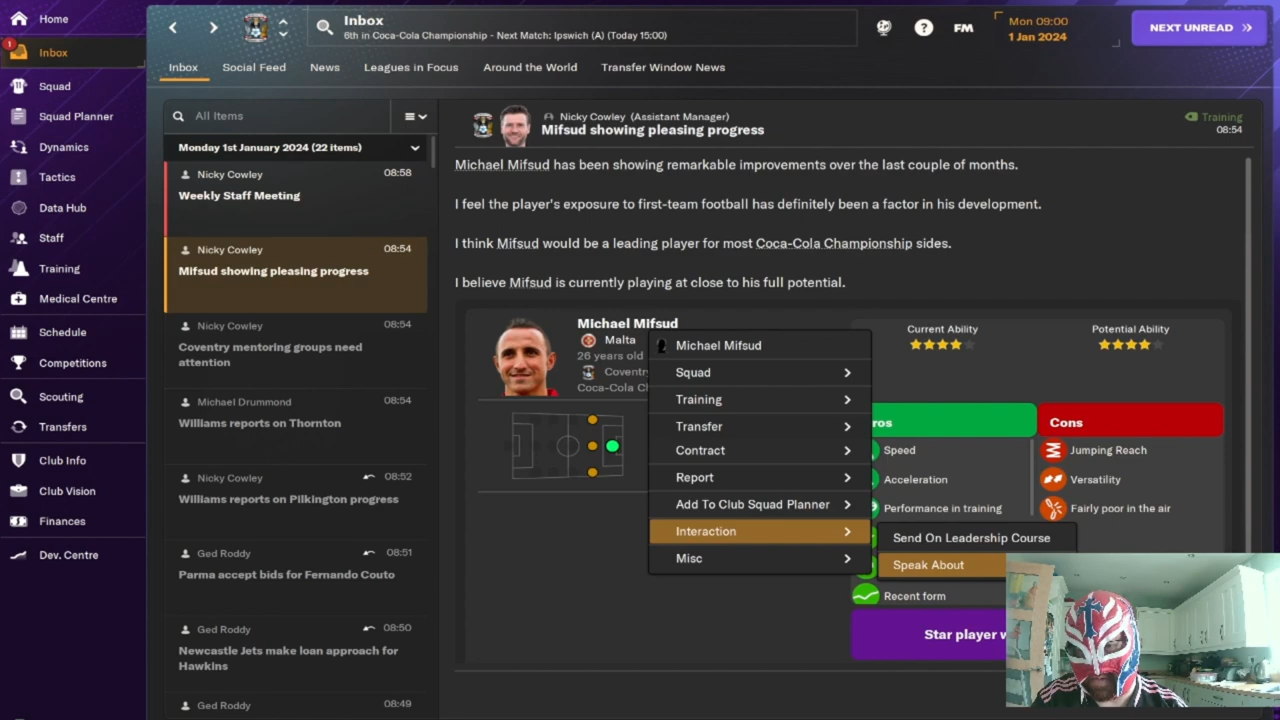 Home
1
Inbox
Squad
Squad Planner
Dynamics
Tactics
Data Hub
Staff
Training
Medical Centre
Schedule
Competitions
Scouting
Transfers
Club Info
Club Vision
Finances
Dev. Centre
Inbox
6th in Coca-Cola Championship - Next Match: Ipswich (A) (Today 15:00)
?
FM
Mon 09:00
1 Jan 2024
NEXT UNREAD
Inbox Social Feed News Leagues in Focus Around the World Transfer Window News
All Items
Monday 1st January 2024 (22 items)
Nicky Cowley 08:58
Weekly Staff Meeting
Nicky Cowley 08:54
Mifsud showing pleasing progress
Nicky Cowley 08:54
Coventry mentoring groups need
attention
Michael Drummond 08:54
Williams reports on Thornton
Nicky Cowley 08:52
Williams reports on Pilkington progress
Ged Roddy 08:51
Parma accept bids for Fernando Couto
Ged Roddy 08:50
Newcastle Jets make loan approach for
Hawkins
Ged Roddy 08:49
Nicky Cowley (Assistant Manager)
Mifsud showing pleasing progress
Training
08:54
Michael Mifsud has been showing remarkable improvements over the last couple of months.
I feel the player's exposure to first-team football has definitely been a factor in his development.
I think Mifsud would be a leading player for most Coca-Cola Championship sides.
I believe Mifsud is currently playing at close to his full potential.
Michael Mifsud
Malta
26 years old
Coventr
Coca-Cola Cl
Michael Mifsud
Squad
Training
Transfer
Contract
Report
Add To Club Squad Planner
Interaction
Misc
Send On Leadership Course
Speak About
Current Ability
Potential Ability
ros
Speed
Acceleration
Performance in training
Recent form
Cons
Jumping Reach
Versatility
Fairly poor in the air
Star player w